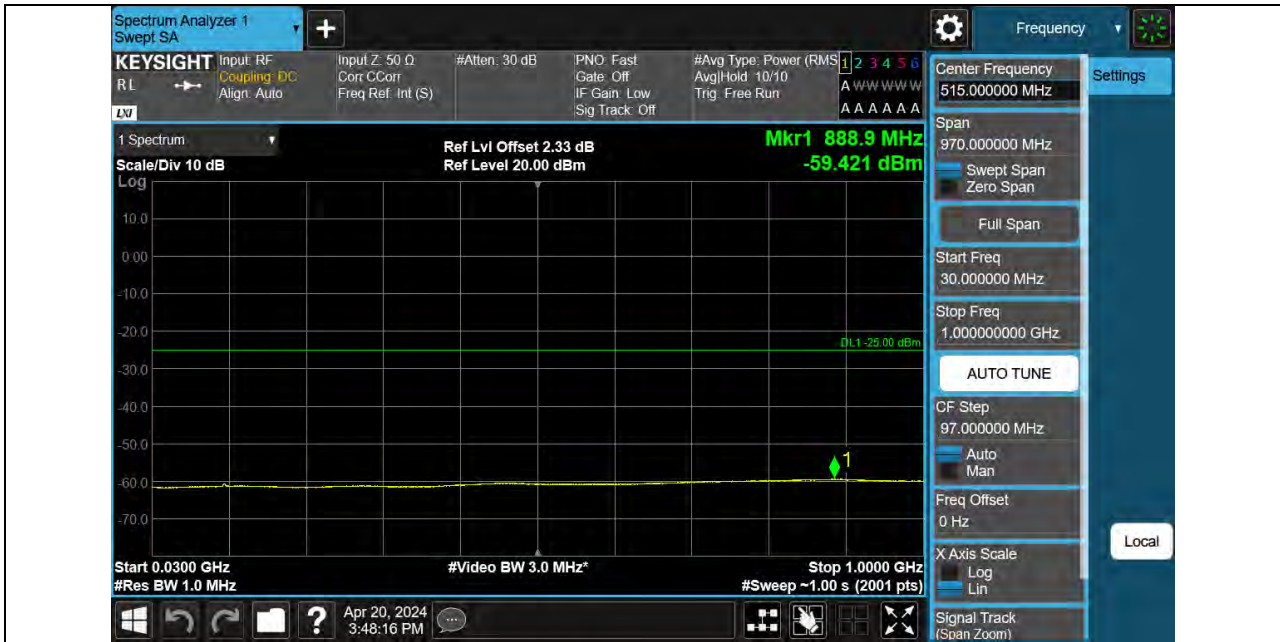 Spectrum Analyzer 1
Swept SA
Frequency
KEYSIGHT
RL
LXI
Input: RF
Coupling: DC
Align: Auto
Input Z: 50 Ω
Corr CCorr
Freq Ref: Int (S)
#Atten: 30 dB
PNO: Fast
Gate: Off
IF Gain: Low
Sig Track: Off
#Avg Type: Power (RMS
Avg|Hold: 10/10
Trig: Free Run
1 2 3 4 5 6
A W W W W W
A A A A A A
Center Frequency
515.000000 MHz
Settings
1 Spectrum
Scale/Div 10 dB
Ref Lvl Offset 2.33 dB
Ref Level 20.00 dBm
Mkr1 888.9 MHz
-59.421 dBm
Span
970.000000 MHz
Swept Span
Zero Span
Full Span
Start Freq
30.000000 MHz
Stop Freq
1.000000000 GHz
AUTO TUNE
CF Step
97.000000 MHz
Auto
Man
Freq Offset
0 Hz
X Axis Scale
Log
Lin
Signal Track
(Span Zoom)
Local
Log
10.0
0.00
-10.0
-20.0
DL1 -25.00 dBm
-30.0
-40.0
-50.0
1
-60.0
-70.0
Start 0.0300 GHz
#Video BW 3.0 MHz*
Stop 1.0000 GHz
#Res BW 1.0 MHz
#Sweep ~1.00 s (2001 pts)
?
Apr 20, 2024
3:48:16 PM